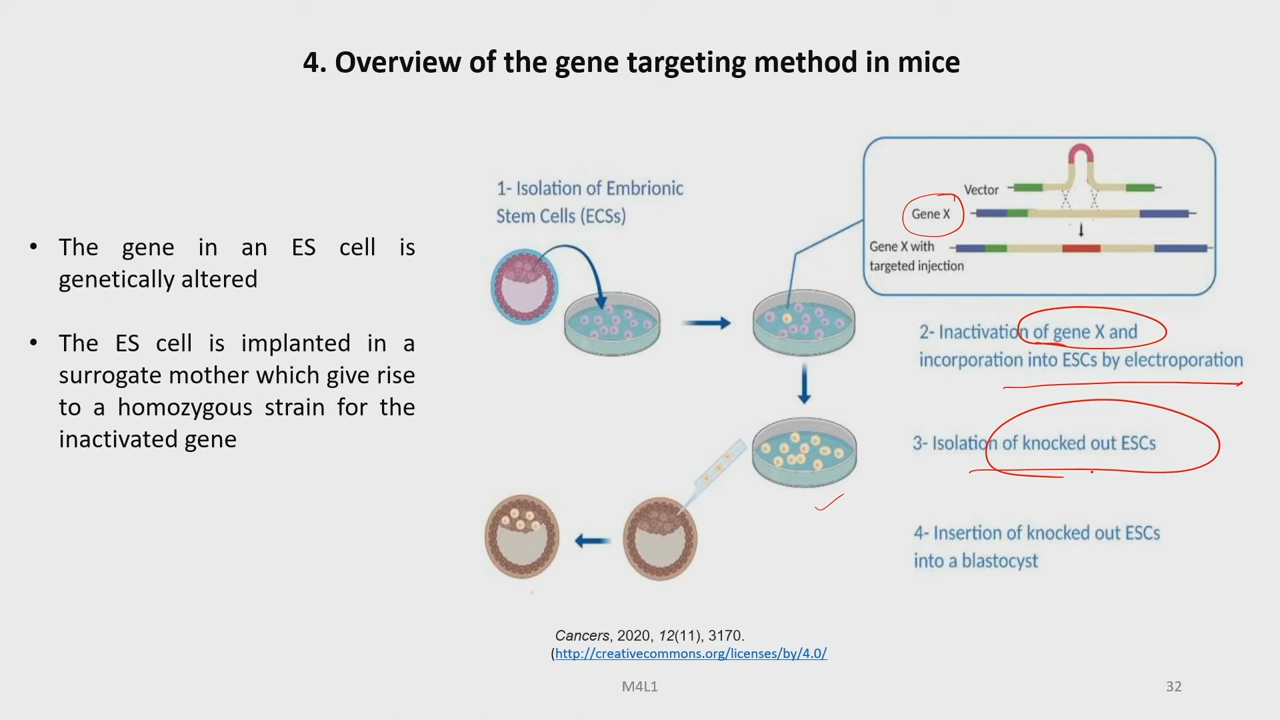 4. Overview of the gene targeting method in mice
• The gene in an ES cell is
genetically altered
• The ES cell is implanted in a
surrogate mother which give rise
to a homozygous strain for the
inactivated gene
1- Isolation of Embrionic
Stem Cells (ECSs)
Vector
Gene X
Gene X with
targeted injection
2- Inactivation of gene X and
incorporation into ESCs by electroporation
3- Isolation of knocked out ESCs
4- Insertion of knocked out ESCs
into a blastocyst
Cancers, 2020, 12(11), 3170.
(http://creativecommons.org/licenses/by/4.0/
M4L1
32